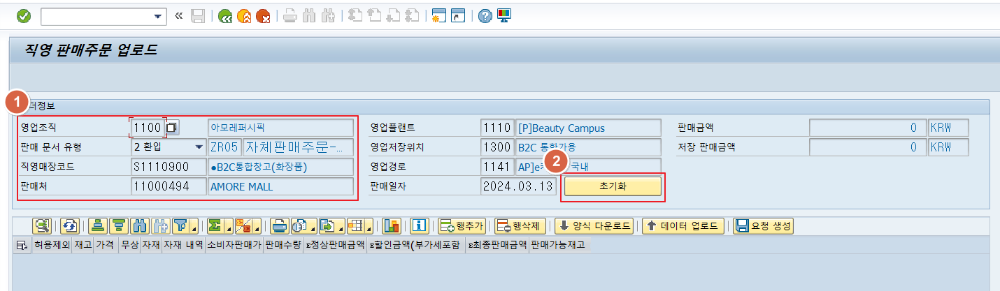 직영 판매주문 업로드
1
더정보
영업조직 1100 아모레퍼시픽 영업플랜트 1110 [P]Beauty Campus 판매금액 0 KRW
판매 문서 유형 2 환입 ZR05 자체판매주문-... 영업저장위치 1300 B2C 통합가용 저장 판매금액 0 KRW
직영매장코드 S1110900 ●B2C통합창고(화장품) 영업경로 1141 AP]e 국내
2
판매처 11000494 AMORE MALL 판매일자 2024.03.13 초기화
행추가 행삭제 양식 다운로드 데이터 업로드 요청 생성
허용제외 재고 가격 무상 자재 자재 내역 소비자판매가 판매수량 Σ정상판매금액 Σ할인금액(부가세포함 Σ최종판매금액 판매가능재고